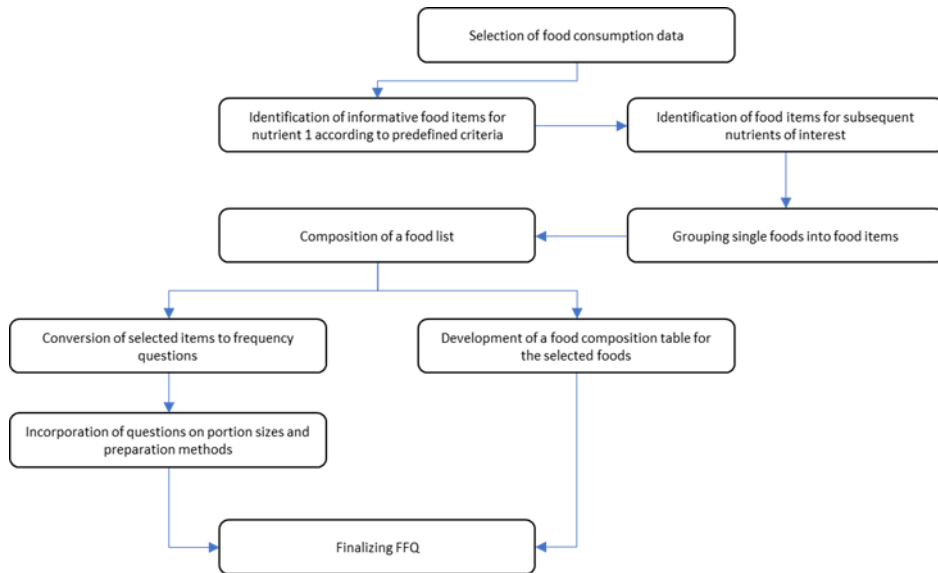 Selection of food consumption data
Identification of informative food items for
nutrient 1 according to predefined criteria
Identification of food items for subsequent
nutrients of interest
Composition of a food list
Grouping single foods into food items
Conversion of selected items to frequency
questions
Development of a food composition table for
the selected foods
Incorporation of questions on portion sizes and
preparation methods
Finalizing FFQ